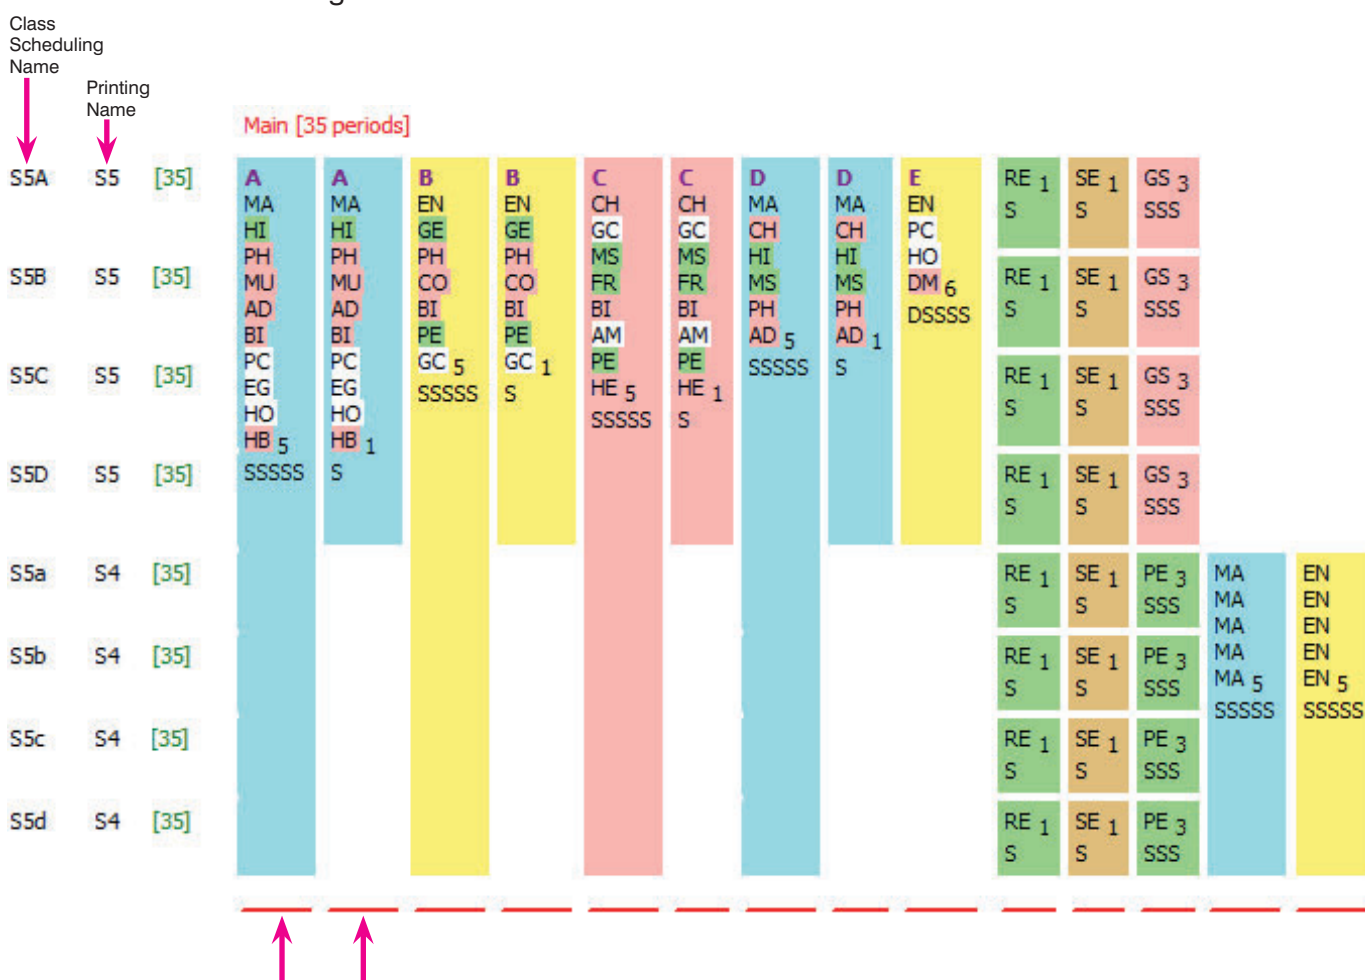 Class
Scheduling
Name
Printing
Name
Main [35 periods]
S5A S5 [35]
S5B S5 [35]
S5C S5 [35]
S5D S5 [35]
S5a S4 [35]
S5b S4 [35]
S5c S4 [35]
S5d S4 [35]
A
MA
HI
PH
MU
AD
BI
PC
EG
HO
HB 5
SSSSS
A
MA
HI
PH
MU
AD
BI
PC
EG
HO
HB 1
S
B
EN
GE
PH
CO
BI
PE
GC 5
SSSSS
B
EN
GE
PH
CO
BI
PE
GC 1
S
C
CH
GC
MS
FR
BI
AM
PE
HE 5
SSSSS
C
CH
GC
MS
FR
BI
AM
PE
HE 1
S
D
MA
CH
HI
MS
PH
AD 5
SSSSS
D
MA
CH
HI
MS
PH
AD 1
S
E
EN
PC
HO
DM 6
DSSSS
RE 1 SE 1 GS 3
S S SSS
RE 1 SE 1 GS 3
S S SSS
RE 1 SE 1 GS 3
S S SSS
RE 1 SE 1 GS 3
S S SSS
RE 1 SE 1 PE 3
S S SSS
RE 1 SE 1 PE 3
S S SSS
RE 1 SE 1 PE 3
S S SSS
RE 1 SE 1 PE 3
S S SSS
MA
MA
MA
MA
MA 5
SSSSS
EN
EN
EN
EN
EN 5
SSSSS